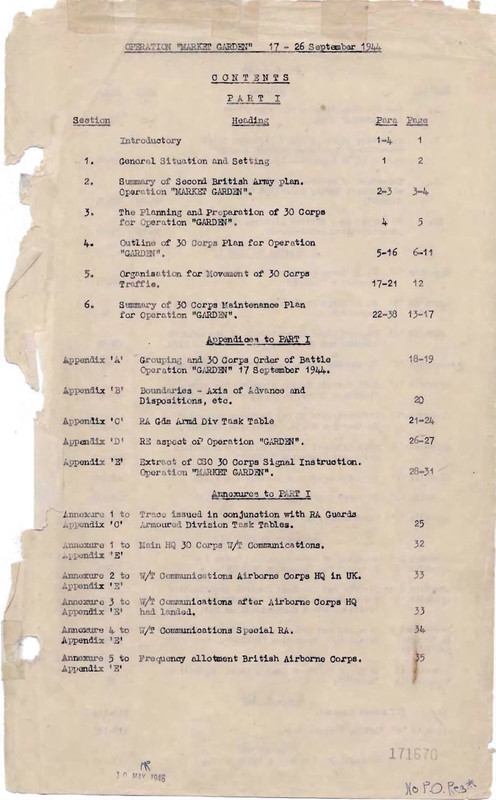 OPERATION "MARKET GARDEN" 17 - 26 September 1944
CONTENTS
PART I
Section Heading Para Page
Introductory 1-4 1
1. General Situation and Setting 1 2
2. Summary of Second British Army plan.
Operation "MARKET GARDEN". 2-3 3-4
3. The Planning and Preparation of 30 Corps
for Operation "GARDEN". 4 5
4. Outline of 30 Corps Plan for Operation
"GARDEN". 5-16 6-11
5. Organisation for Movement of 30 Corps
Traffic. 17-21 12
6. Summary of 30 Corps Maintenance Plan
for Operation "GARDEN". 22-38 13-17
Appendices to PART I
Appendix 'A' Grouping and 30 Corps Order of Battle 18-19
Operation "GARDEN" 17 September 1944.
Appendix 'B' Boundaries - Axis of Advance and
Dispositions, etc. 20
Appendix 'C' RA Gds Armd Div Task Table 21-24
Appendix 'D' RE aspect of Operation "GARDEN". 26-27
Appendix 'E' Extract of CSO 30 Corps Signal Instruction.
Operation "MARKET GARDEN". 28-31
Annexures to PART I
Annexure 1 to Trace issued in conjunction with RA Guards
Appendix 'C' Armoured Division Task Tables. 25
Annexure 1 to Main HQ 30 Corps W/T Communications. 32
Appendix 'E'
Annexure 2 to W/T Communications Airborne Corps HQ in UK. 33
Appendix 'E'
Annexure 3 to W/T Communications after Airborne Corps HQ
Appendix 'E' had landed. 33
Annexure 4 to W/T Communications Special RA. 34
Appendix 'E'
Annexure 5 to Frequency allotment British Airborne Corps. 35
Appendix 'E'
171670
MAY 1946
No P.O. Res